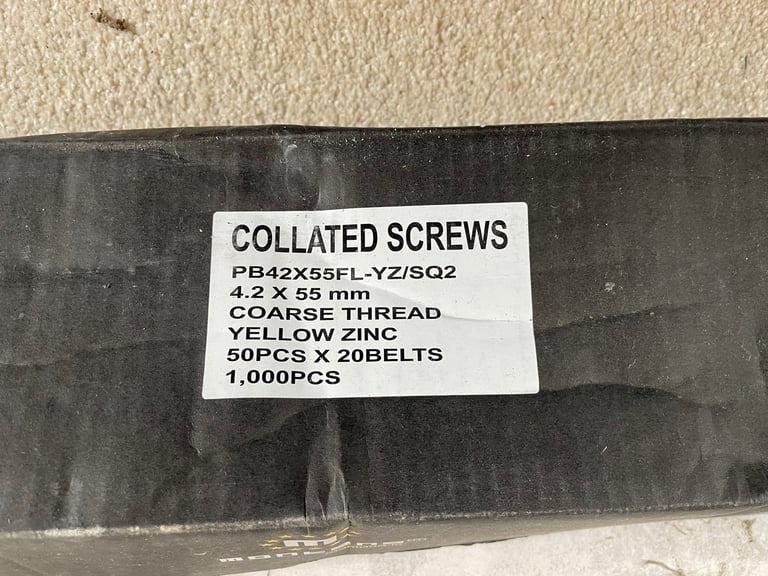 COLLATED SCREWS
PB42X55FL-YZ/SQ2
4.2 X 55 mm
COARSE THREAD
YELLOW ZINC
50PCS X 20BELTS
1,000PCS